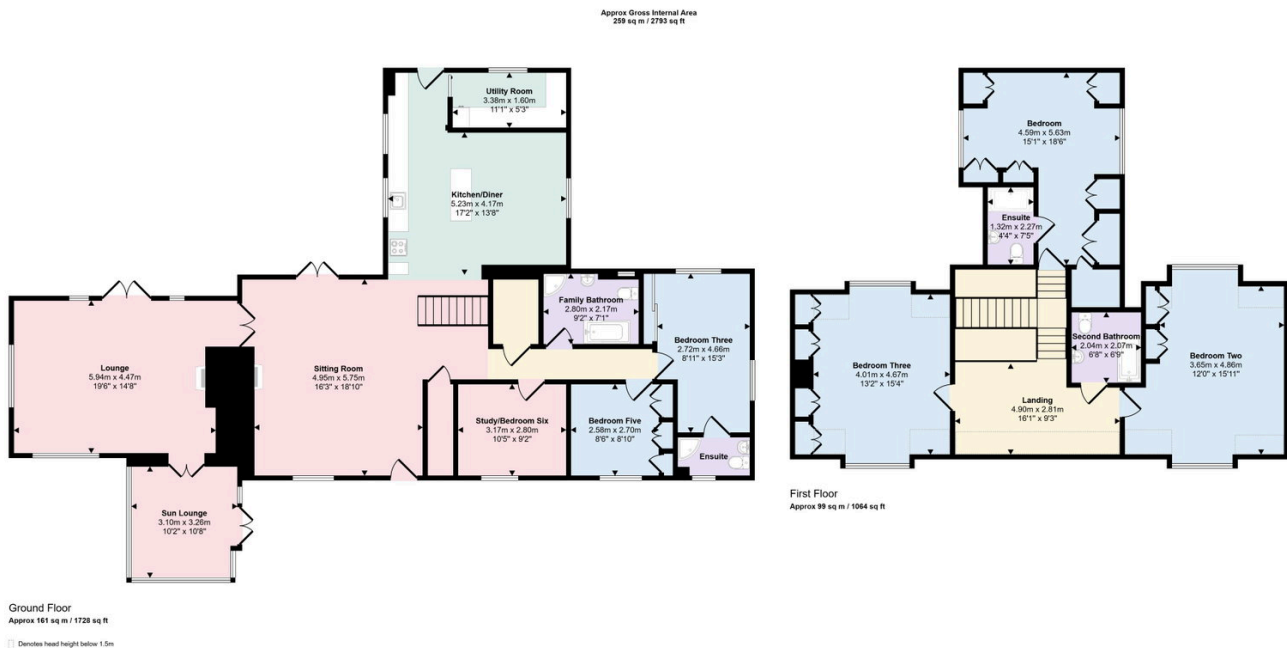 Approx Gross Internal Area
259 sq m / 2793 sq ft
Utility Room
3.38m x 1.60m
11'1" x 5'3"
Kitchen/Diner
5.23m x 4.17m
17'2" x 13'8"
Lounge
5.94m x 4.47m
19'6" x 14'8"
Sitting Room
4.95m x 5.75m
16'3" x 18'10"
Family Bathroom
2.80m x 2.17m
9'2" x 7'1"
Bedroom Three
2.72m x 4.66m
8'11" x 15'3"
Study/Bedroom Six
3.17m x 2.80m
10'5" x 9'2"
Bedroom Five
2.58m x 2.70m
8'6" x 8'10"
Ensuite
Sun Lounge
3.10m x 3.26m
10'2" x 10'8"
Ground Floor
Approx 161 sq m / 1728 sq ft
Denotes head height below 1.5m
Bedroom
4.59m x 5.63m
15'1" x 18'6"
Ensuite
1.32m x 2.27m
4'4" x 7'5"
Second Bathroom
2.04m x 2.07m
6'8" x 6'9"
Bedroom Three
4.01m x 4.67m
13'2" x 15'4"
Bedroom Two
3.65m x 4.86m
12'0" x 15'11"
Landing
4.90m x 2.81m
16'1" x 9'3"
First Floor
Approx 99 sq m / 1064 sq ft